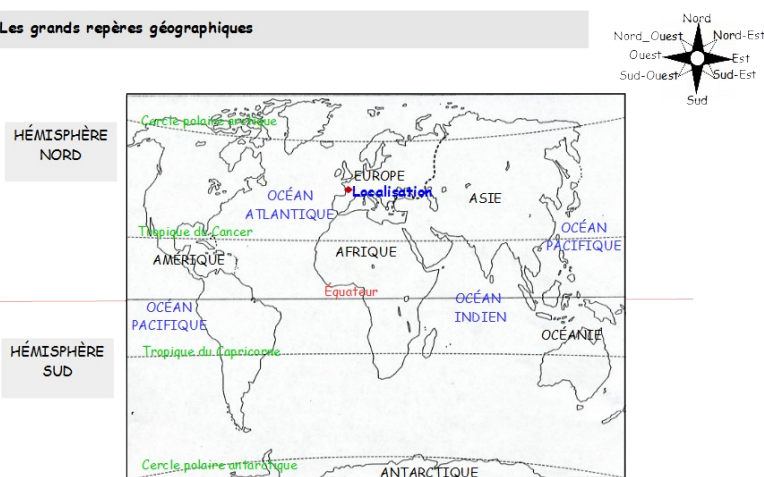 Les grands repères géographiques
Nord
Nord_Ouest
Nord-Est
Ouest
Est
Sud-Ouest
Sud-Est
Sud
Cercle polaire arctique
HÉMISPHÈRE
NORD
EUROPE
Localisation
OCÉAN
ATLANTIQUE
ASIE
Tropique du Cancer
OCÉAN
PACIFIQUE
AMÉRIQUE
AFRIQUE
Équateur
OCÉAN
PACIFIQUE
OCÉAN
INDIEN
OCÉANIE
HÉMISPHÈRE
SUD
Tropique du Capricorne
Cercle polaire antarctique
ANTARCTIQUE